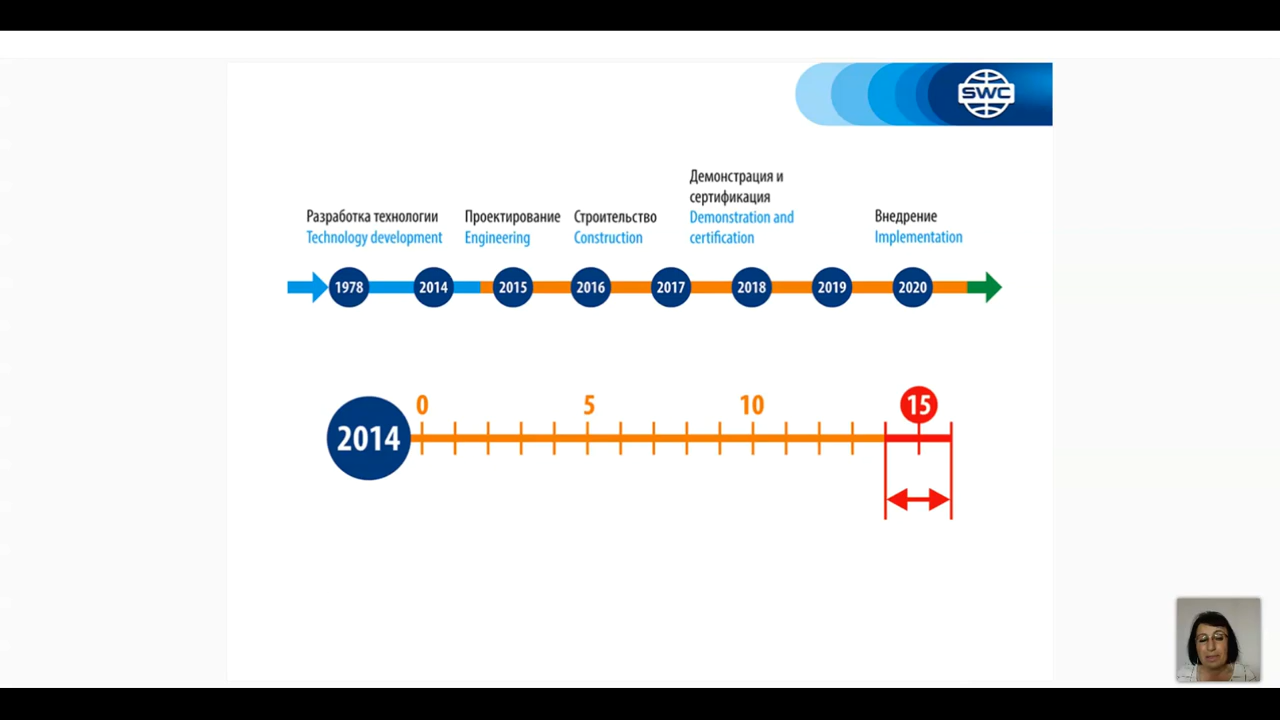 SWC
Демонстрация и
сертификация
Demonstration and
certification
Разработка технологии
Technology development
Проектирование
Engineering
Строительство
Construction
Внедрение
Implementation
1978 2014 2015 2016 2017 2018 2019 2020
0 5 10 15
2014